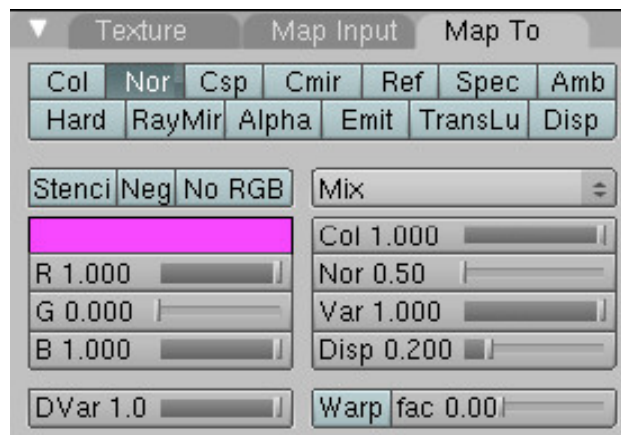 Texture Map Input Map To
Col Nor Csp Cmir Ref Spec Amb
Hard RayMir Alpha Emit TransLu Disp
Stenci Neg No RGB Mix
Col 1.000
R 1.000 Nor 0.50
G 0.000 Var 1.000
B 1.000 Disp 0.200
DVar 1.0 Warp fac 0.00